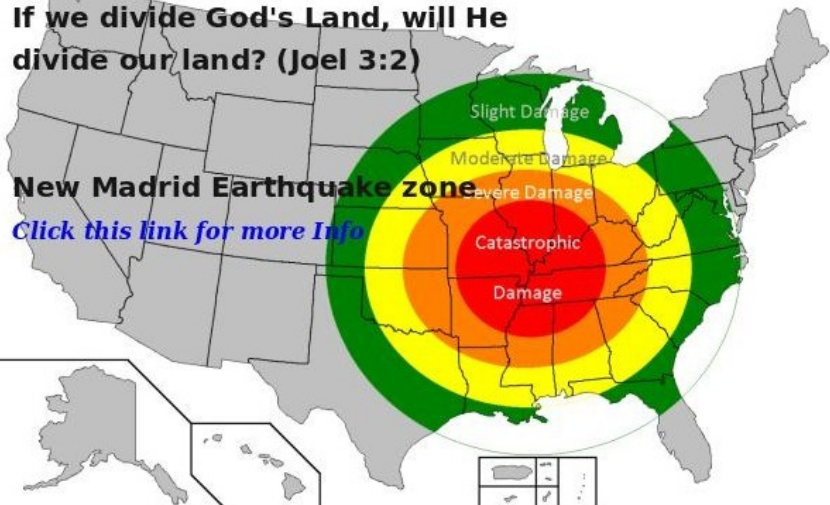 If we divide God's Land, will He
divide our land? (Joel 3:2)
Slight Damage
Moderate Damage
New Madrid Earthquake zone
Severe Damage
Click this link for more Info
Catastrophic
Damage